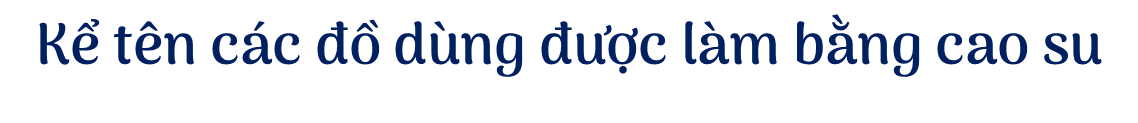 Kể tên các đồ dùng được làm bằng cao su